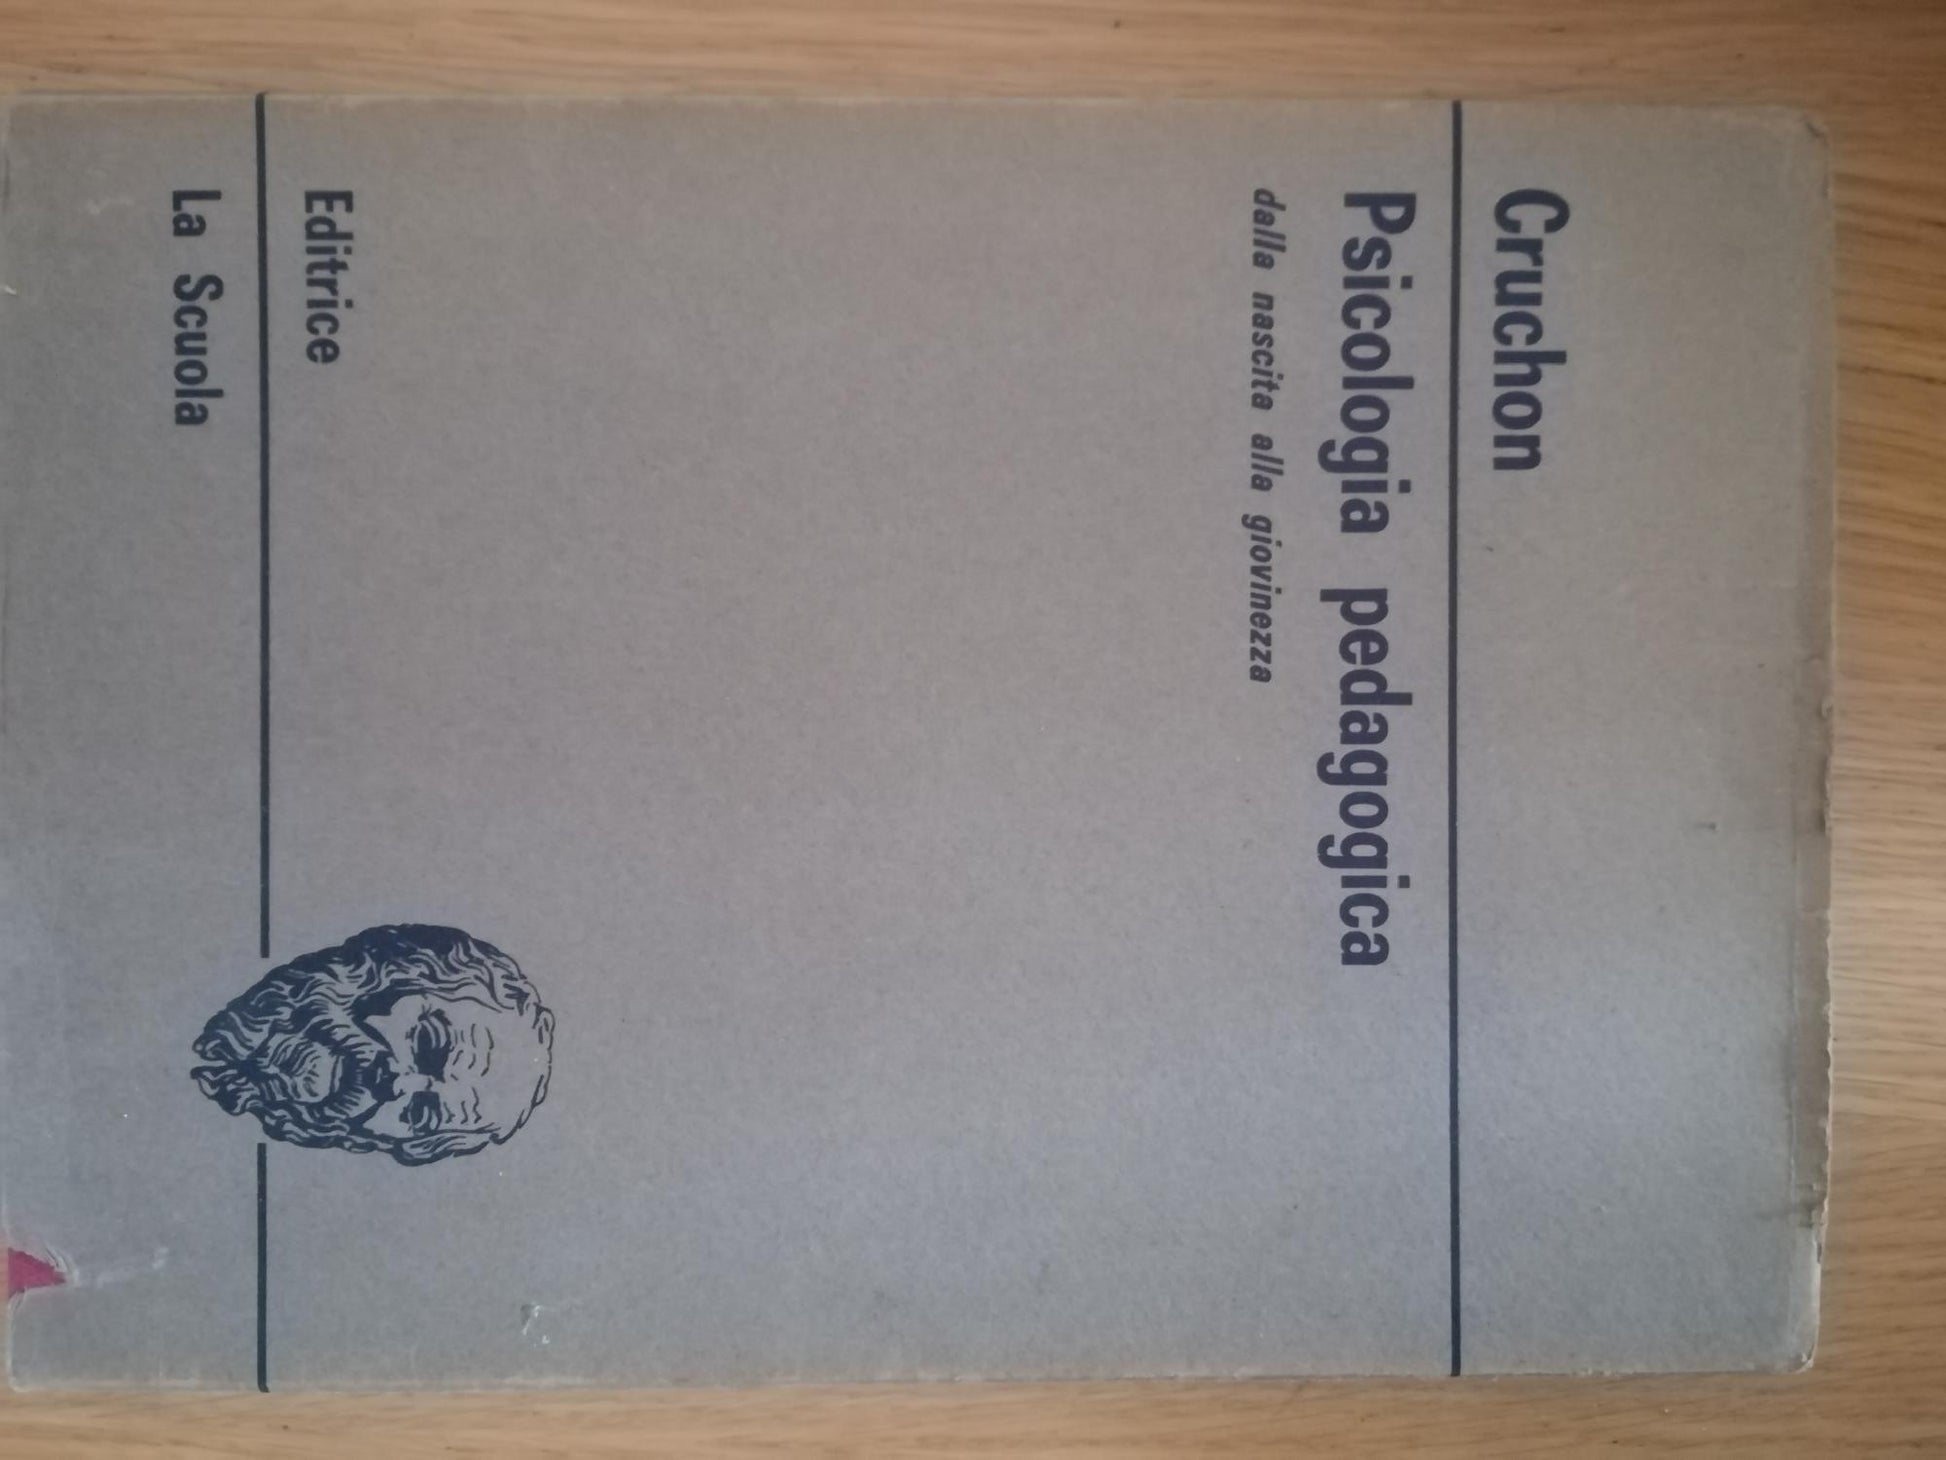 Cruchon
Psicologia pedagogica
dalla nascita alla giovinezza
Editrice
La Scuola